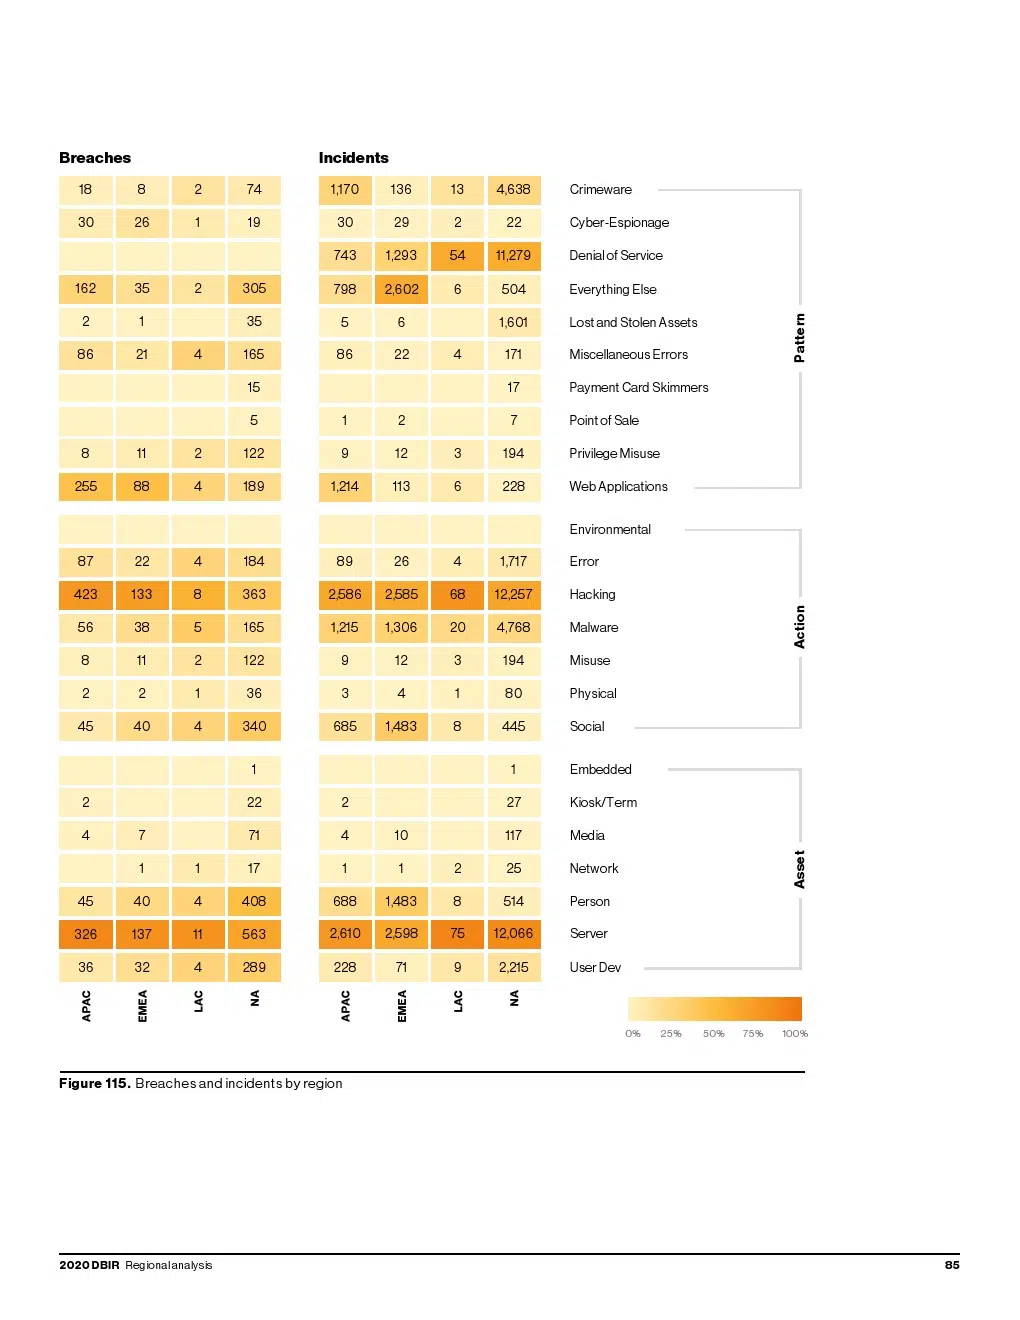 Breaches Incidents
18 8 2 74 1,170 136 13 4,638 Crimeware
30 26 1 19 30 29 2 22 Cyber-Espionage
743 1,293 54 11,279 Denial of Service
162 35 2 305 798 2,602 6 504 Everything Else
2 1 35 5 6 1,601 Lost and Stolen Assets
86 21 4 165 86 22 4 171 Miscellaneous Errors
15 17 Payment Card Skimmers
5 1 2 7 Point of Sale
8 11 2 122 9 12 3 194 Privilege Misuse
255 88 4 189 1,214 113 6 228 Web Applications
Pattern
Environmental
87 22 4 184 89 26 4 1,717 Error
423 133 8 363 2,586 2,585 68 12,257 Hacking
56 38 5 165 1,215 1,306 20 4,768 Malware
8 11 2 122 9 12 3 194 Misuse
2 2 1 36 3 4 1 80 Physical
45 40 4 340 685 1,483 8 445 Social
Action
1 1 Embedded
2 22 2 27 Kiosk/Term
4 7 71 4 10 117 Media
1 1 17 1 1 2 25 Network
45 40 4 408 688 1,483 8 514 Person
326 137 11 563 2,610 2,598 75 12,066 Server
36 32 4 289 228 71 9 2,215 User Dev
Asset
APAC EMEA LAC NA APAC EMEA LAC NA
0% 25% 50% 75% 100%
Figure 115. Breaches and incidents by region
2020 DBIR Regional analysis 85